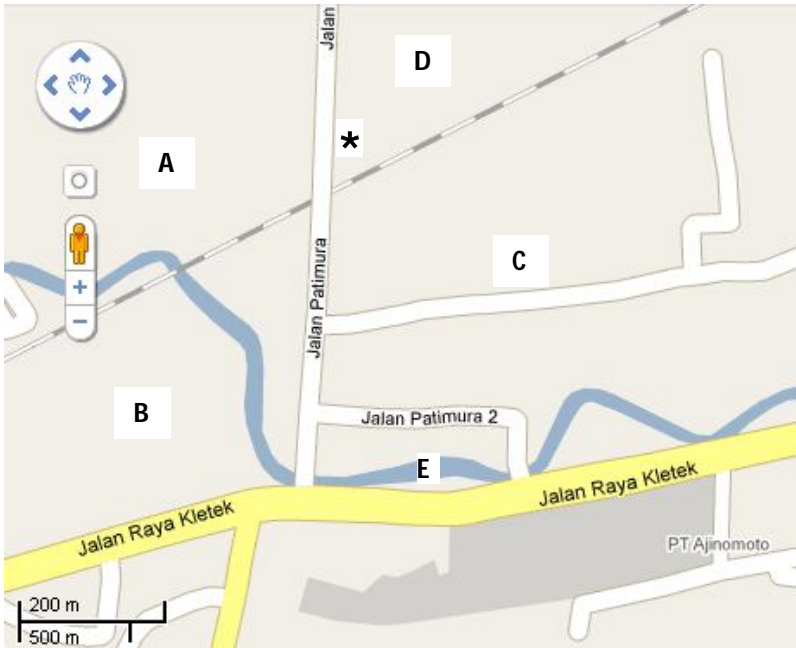 Jalan
D
*
A
C
Jalan Patimura
B
Jalan Patimura 2
E
Jalan Raya Kletek
Jalan Raya Kletek
PT Ajinomoto
200 m
500 m
+
−